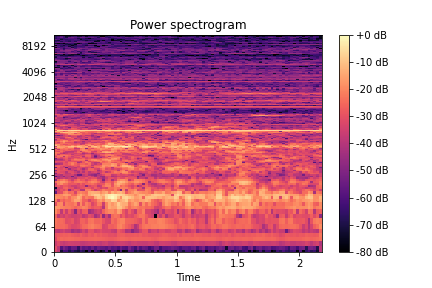 Power spectrogram
8192
4096
2048
1024
512
256
128
64
0
Hz
0
0.5
1
1.5
2
Time
+0 dB
-10 dB
-20 dB
-30 dB
-40 dB
-50 dB
-60 dB
-70 dB
-80 dB